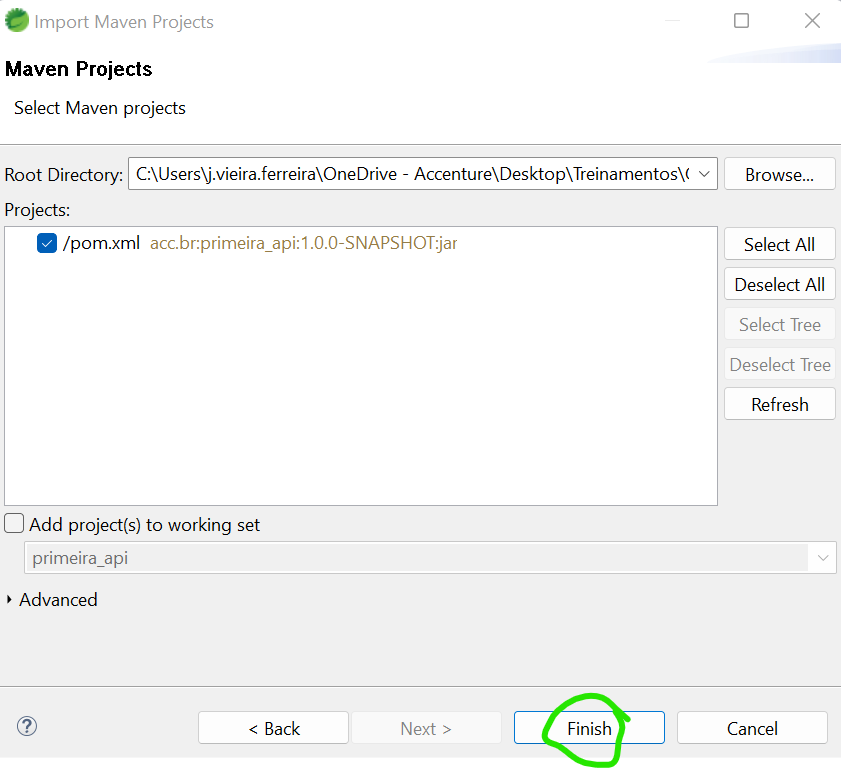 Import Maven Projects
Maven Projects
Select Maven projects
Root Directory: C:\Users\j.vieira.ferreira\OneDrive - Accenture\Desktop\Treinamentos\ Browse...
Projects:
/pom.xml acc.br:primeira_api:1.0.0-SNAPSHOT:jar
Select All
Deselect All
Select Tree
Deselect Tree
Refresh
Add project(s) to working set
primeira_api
Advanced
? < Back Next > Finish Cancel